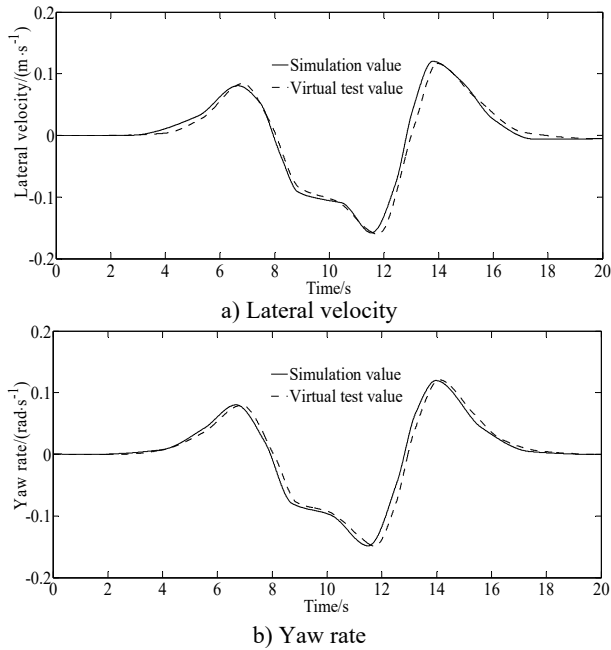 Lateral velocity/(m·s-1)
0.2
0.1
0
-0.1
-0.2
Simulation value
Virtual test value
0 2 4 6 8 10 12 14 16 18 20
Time/s
a) Lateral velocity
Yaw rate/(rad·s-1)
0.2
0.1
0
-0.1
-0.2
Simulation value
Virtual test value
0 2 4 6 8 10 12 14 16 18 20
Time/s
b) Yaw rate